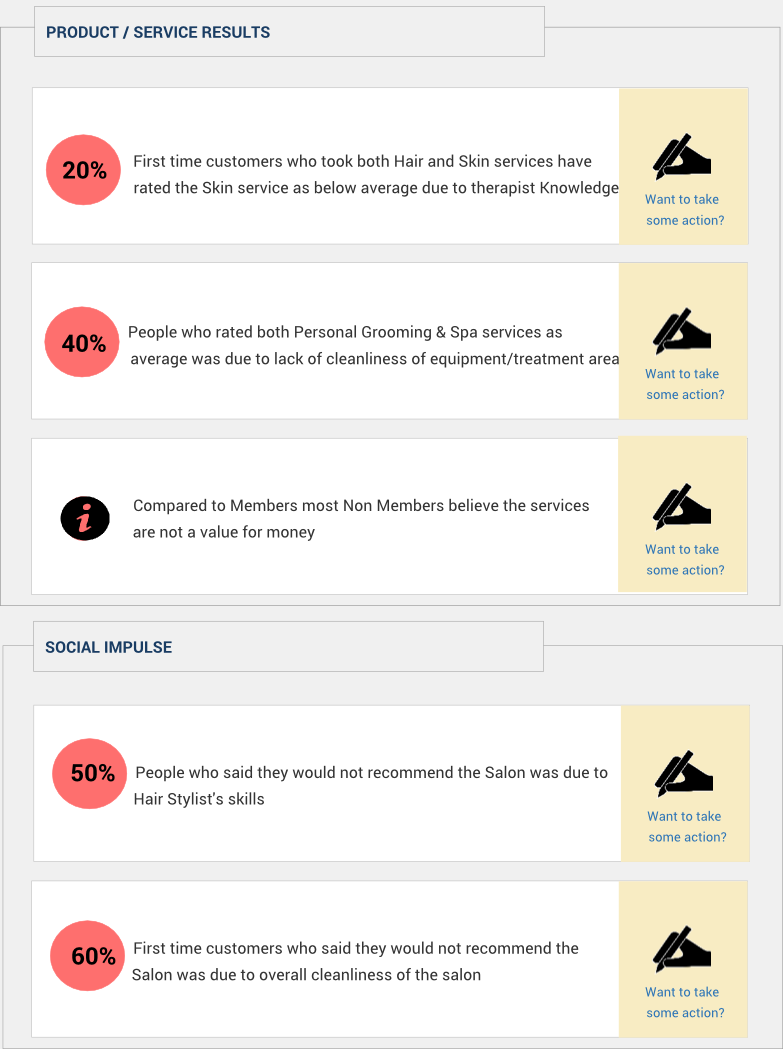 PRODUCT / SERVICE RESULTS
20%
First time customers who took both Hair and Skin services have
rated the Skin service as below average due to therapist Knowledge
Want to take
some action?
40%
People who rated both Personal Grooming & Spa services as
average was due to lack of cleanliness of equipment/treatment area
Want to take
some action?
i
Compared to Members most Non Members believe the services
are not a value for money
Want to take
some action?
SOCIAL IMPULSE
50%
People who said they would not recommend the Salon was due to
Hair Stylist's skills
Want to take
some action?
60%
First time customers who said they would not recommend the
Salon was due to overall cleanliness of the salon
Want to take
some action?